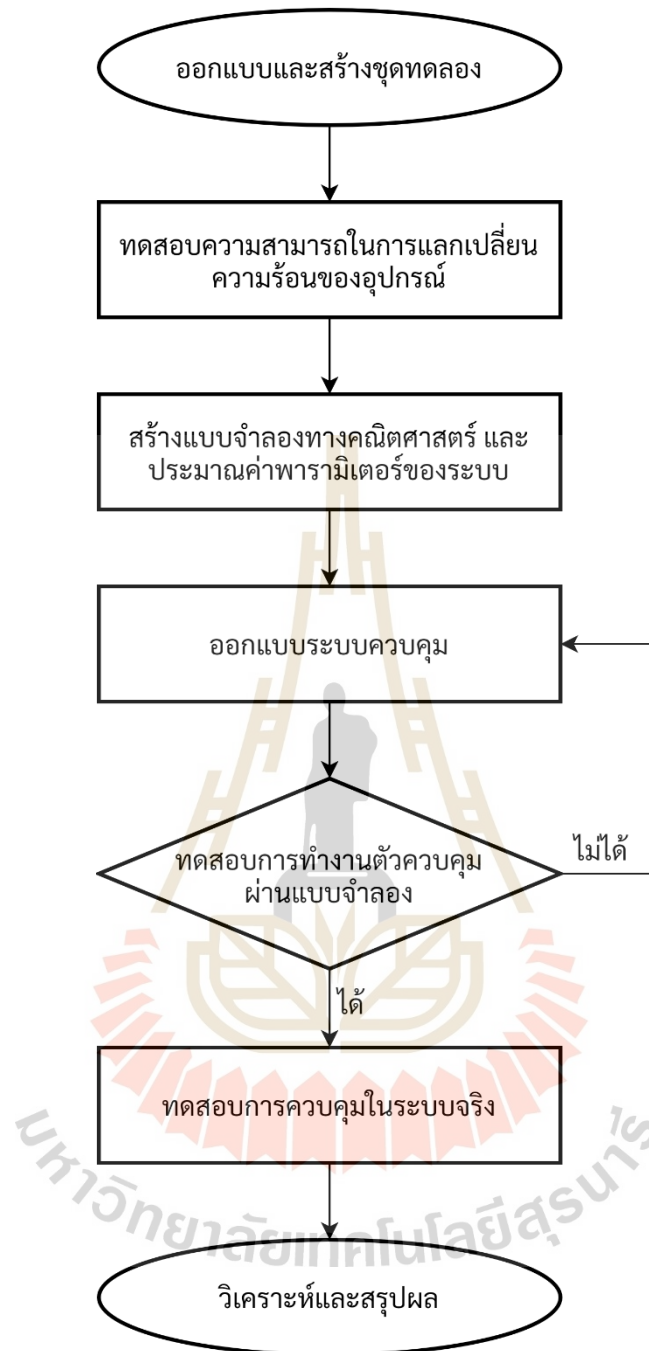 ออกแบบและสร้างชุดทดลอง
ทดสอบความสามารถในการแลกเปลี่ยน
ความร้อนของอุปกรณ์
สร้างแบบจำลองทางคณิตศาสตร์ และ
ประมาณค่าพารามิเตอร์ของระบบ
ออกแบบระบบควบคุม
ทดสอบการทำงานตัวควบคุม
ผ่านแบบจำลอง
ไม่ได้
ได้
ทดสอบการควบคุมในระบบจริง
มหาวิทยาลัยเทคโนโลยีสุรนารี
วิเคราะห์และสรุปผล